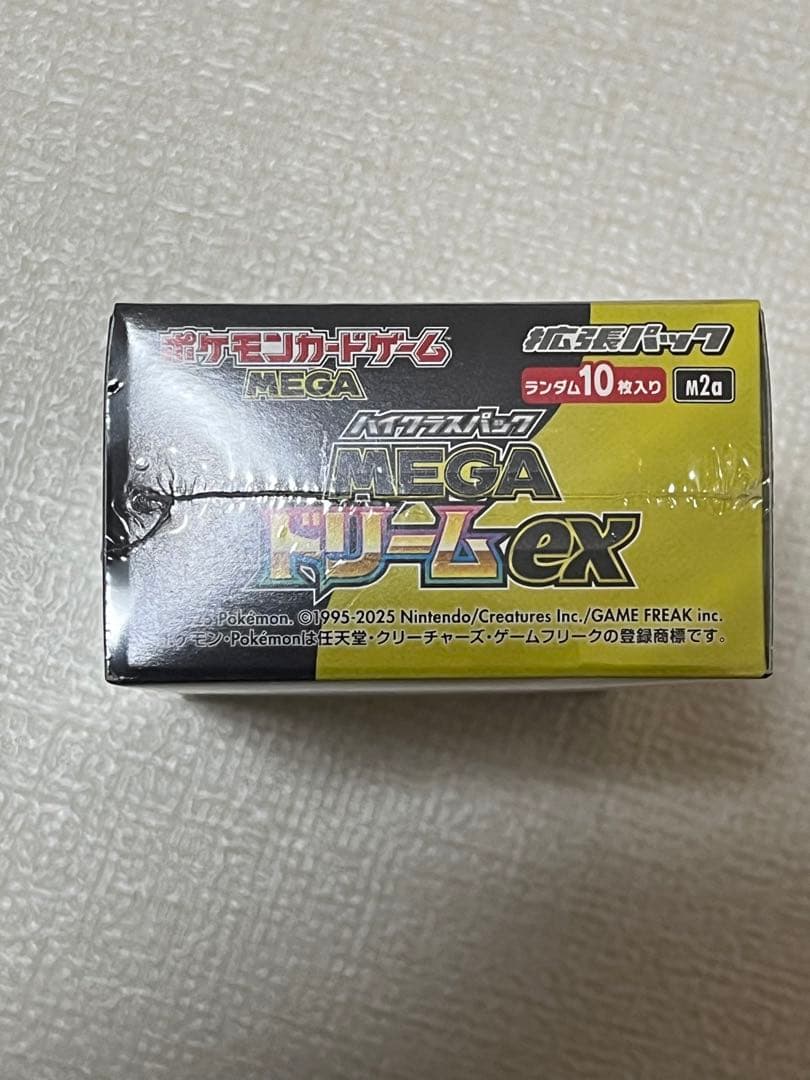 ポケモンカードゲーム
MEGA
拡張パック
ランダム10枚入り M2a
ハイクラスパック
MEGA
ドリームex
Pokémon. ©1995-2025 Nintendo/Creatures Inc./GAME FREAK inc.
ケモン・Pokémonは任天堂・クリーチャーズ・ゲームフリークの登録商標です。